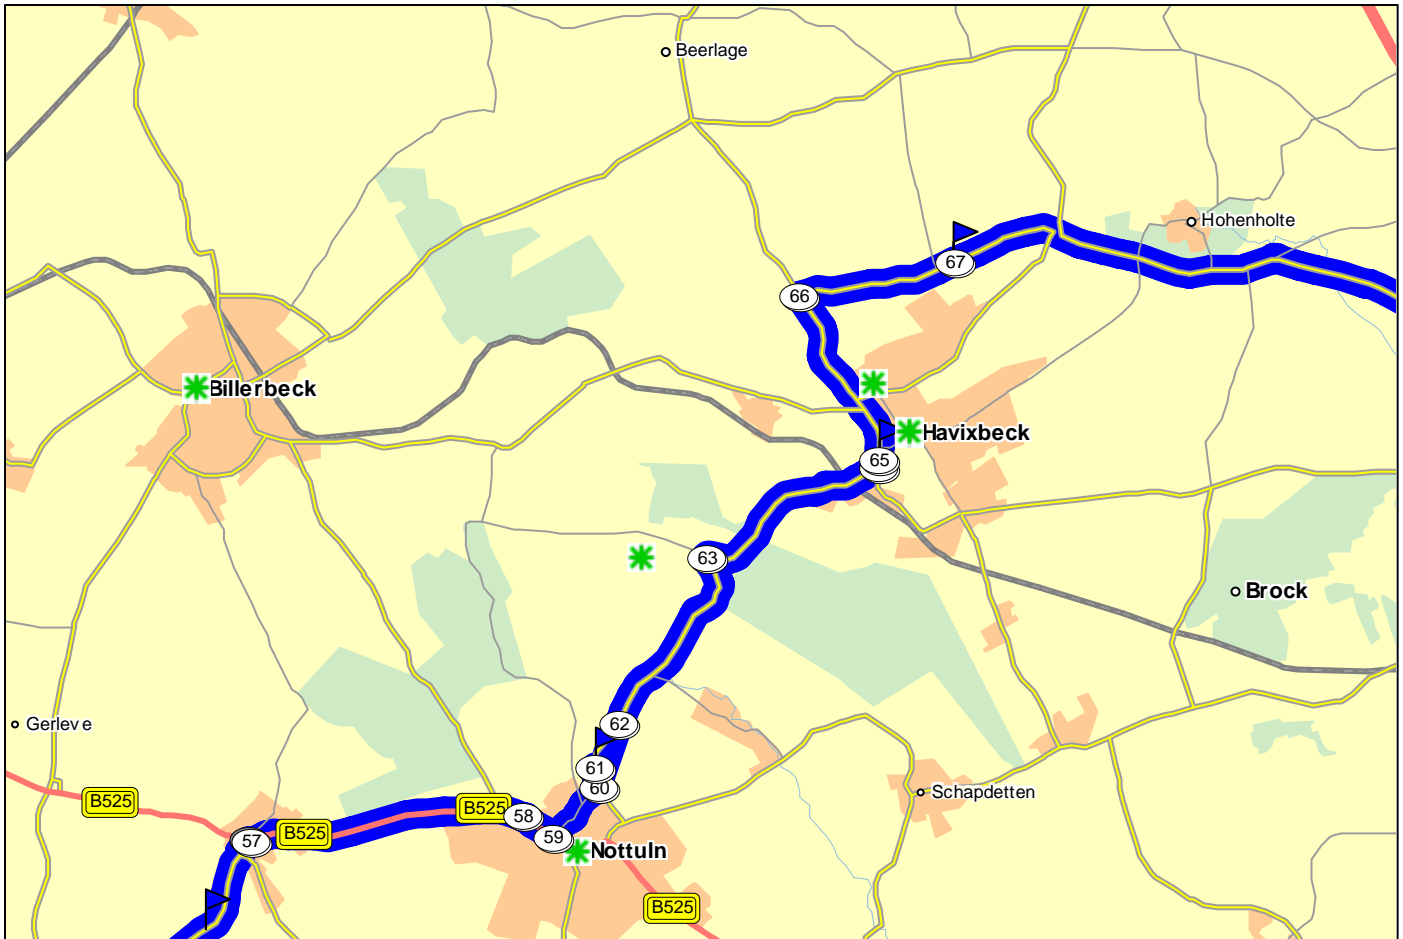 Beerlage
Hohenholte
67
66
Billerbeck
Havixbeck
65
63
Brock
62
Gerleve
61
60
Schapdetten
B525
B525
58
B525
57
59
Nottuln
B525